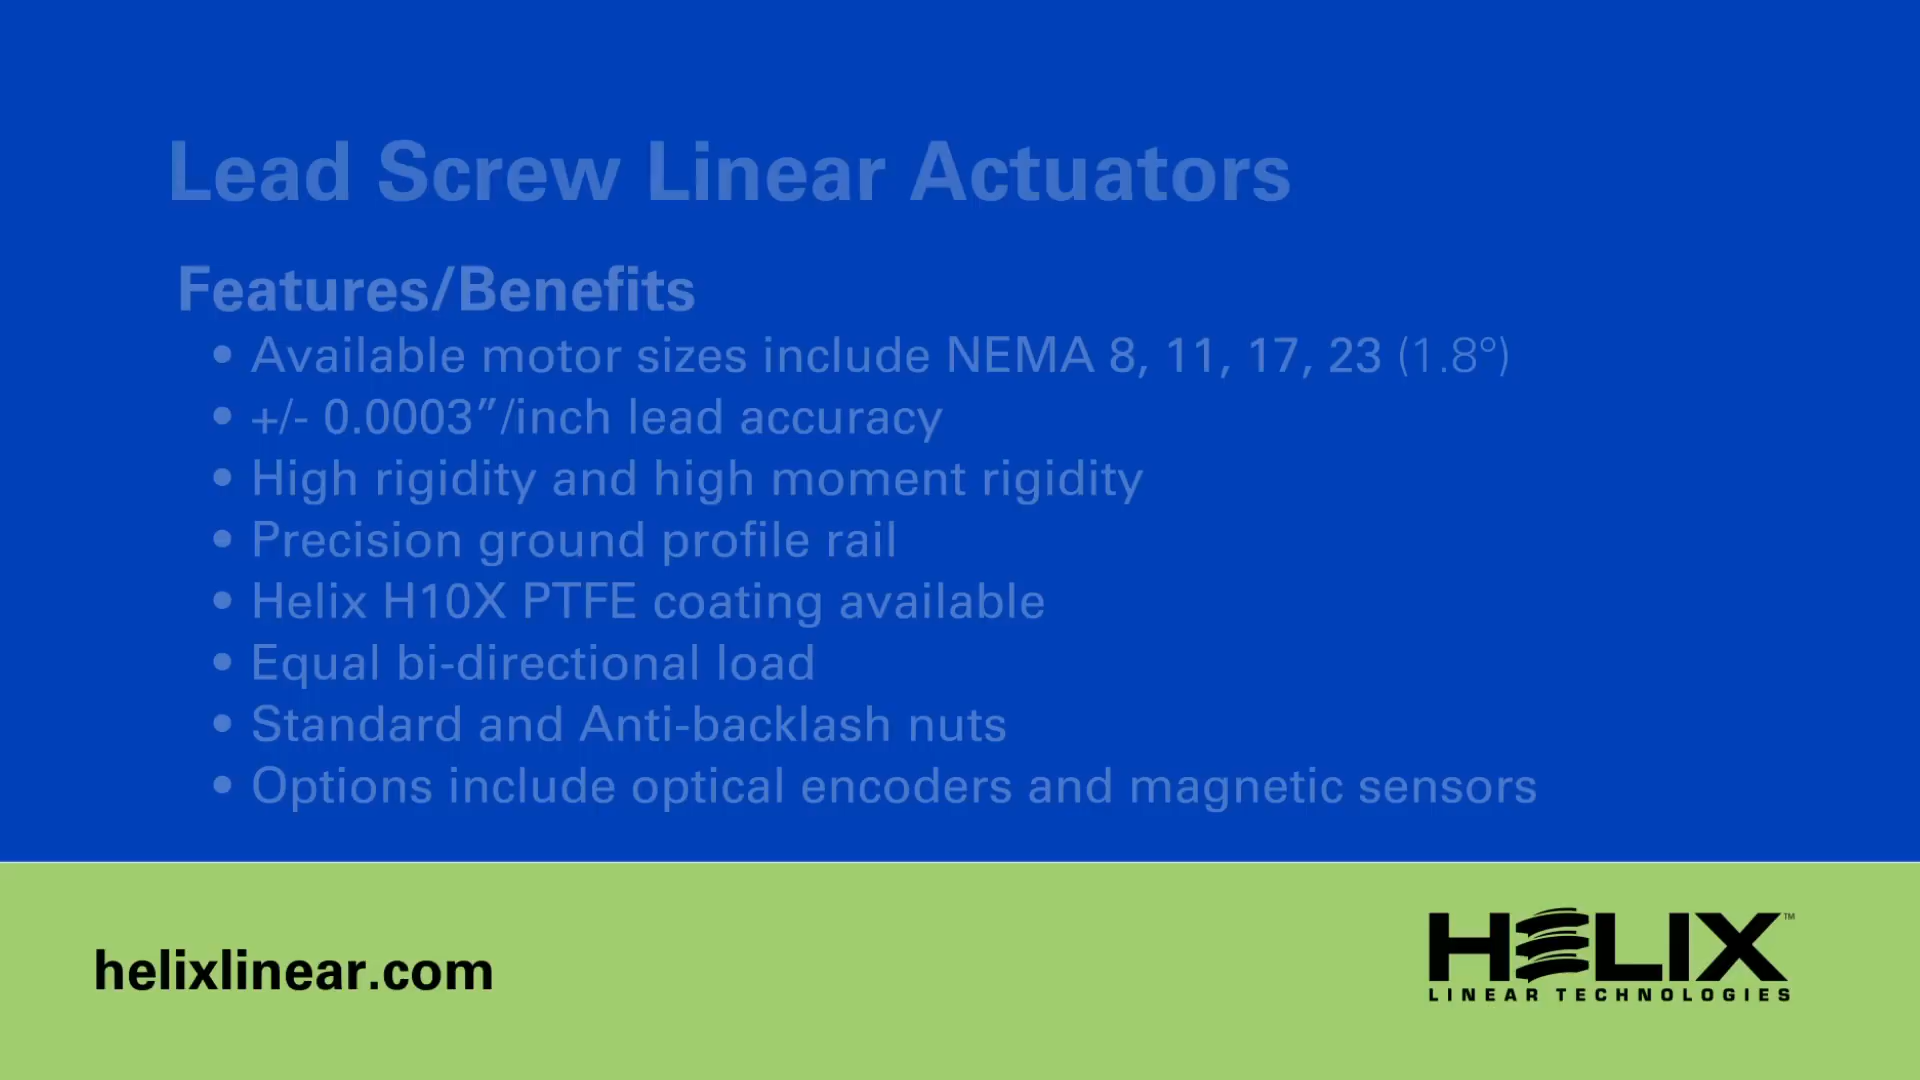 Lead Screw Linear Actuators
Features/Benefits
• Available motor sizes include NEMA 8, 11, 17, 23 (1.8°)
• +/- 0.0003”/inch lead accuracy
• High rigidity and high moment rigidity
• Precision ground profile rail
• Helix H10X PTFE coating available
• Equal bi-directional load
• Standard and Anti-backlash nuts
• Options include optical encoders and magnetic sensors
helixlinear.com
HELIX™
LINEAR TECHNOLOGIES